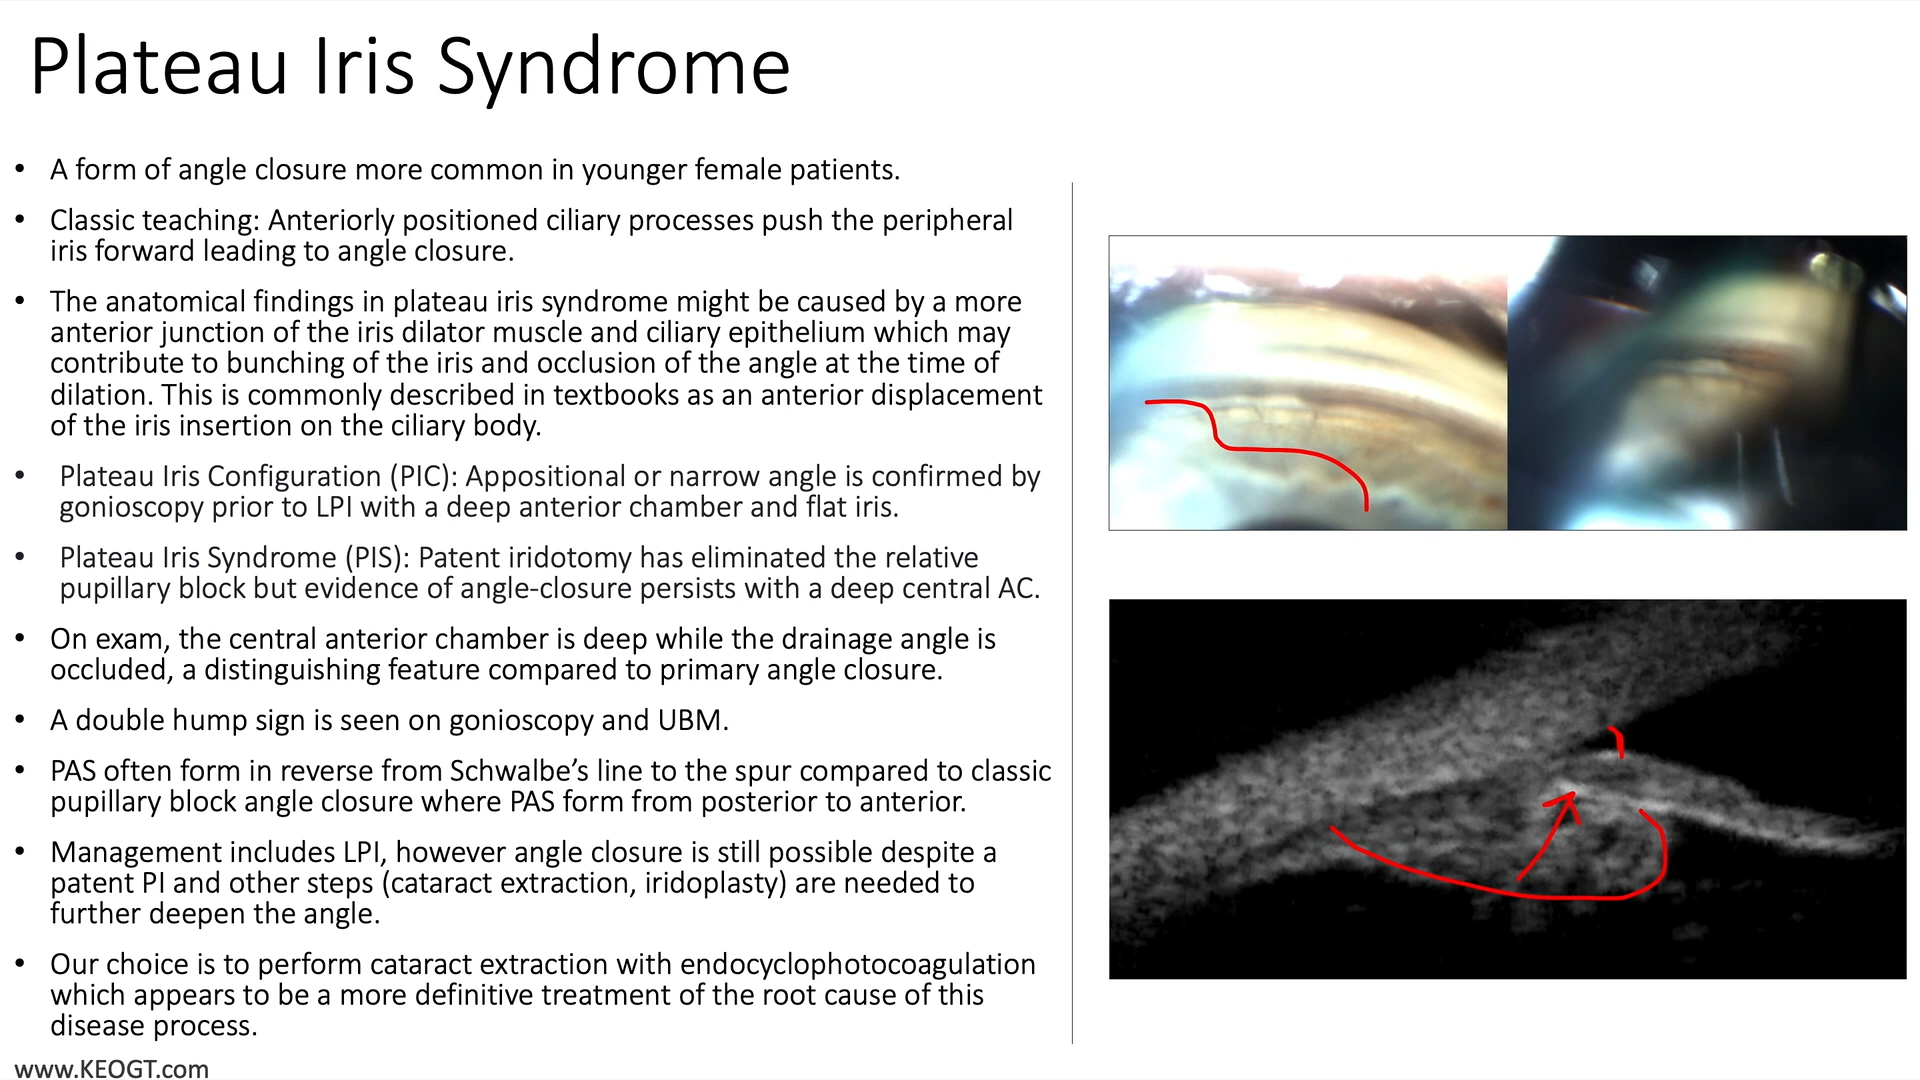 Plateau Iris Syndrome
• A form of angle closure more common in younger female patients.
• Classic teaching: Anteriorly positioned ciliary processes push the peripheral
iris forward leading to angle closure.
• The anatomical findings in plateau iris syndrome might be caused by a more
anterior junction of the iris dilator muscle and ciliary epithelium which may
contribute to bunching of the iris and occlusion of the angle at the time of
dilation. This is commonly described in textbooks as an anterior displacement
of the iris insertion on the ciliary body.
• Plateau Iris Configuration (PIC): Appositional or narrow angle is confirmed by
gonioscopy prior to LPI with a deep anterior chamber and flat iris.
• Plateau Iris Syndrome (PIS): Patent iridotomy has eliminated the relative
pupillary block but evidence of angle-closure persists with a deep central AC.
• On exam, the central anterior chamber is deep while the drainage angle is
occluded, a distinguishing feature compared to primary angle closure.
• A double hump sign is seen on gonioscopy and UBM.
• PAS often form in reverse from Schwalbe’s line to the spur compared to classic
pupillary block angle closure where PAS form from posterior to anterior.
• Management includes LPI, however angle closure is still possible despite a
patent PI and other steps (cataract extraction, iridoplasty) are needed to
further deepen the angle.
• Our choice is to perform cataract extraction with endocyclophotocoagulation
which appears to be a more definitive treatment of the root cause of this
disease process.
www.KEOGT.com